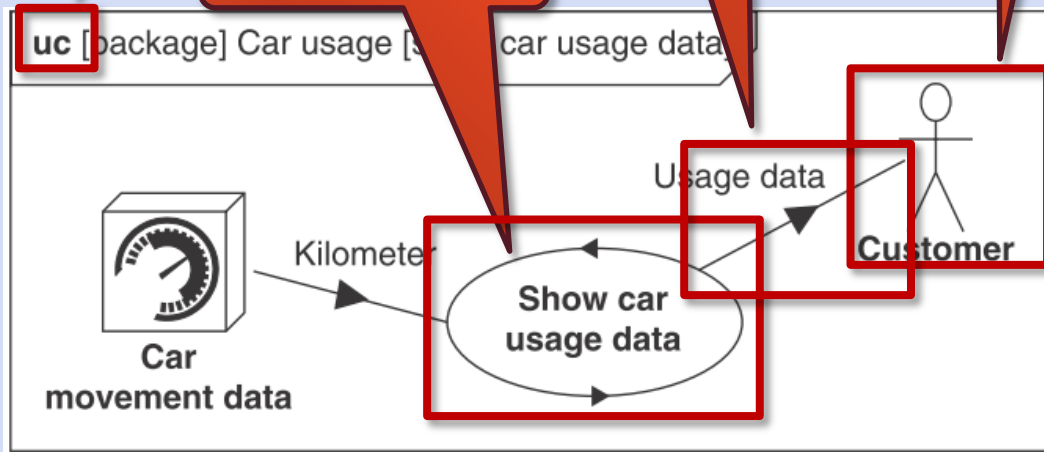 uc [package] Car usage [s car usage data
Usage data
Customer
Kilometer
Show car
usage data
Car
movement data